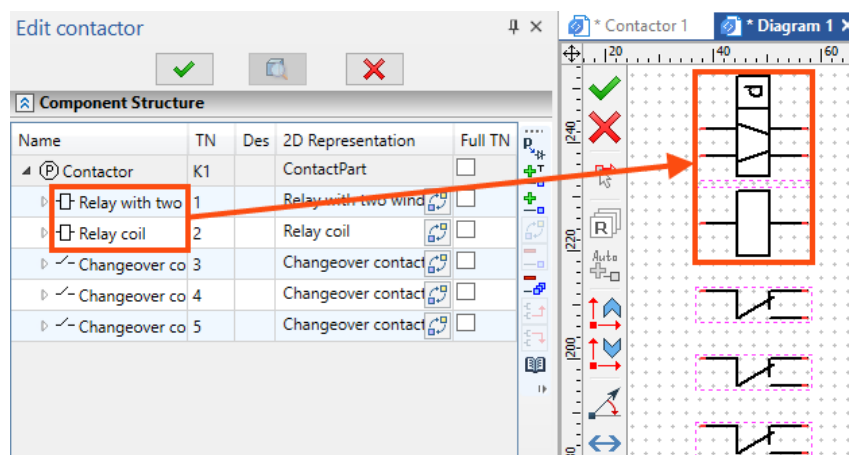 Edit contactor
* Contactor 1
* Diagram 1
Component Structure
Name TN Des 2D Representation Full TN
Contactor K1 ContactPart
Relay with two 1 Relay with two wind
Relay coil 2 Relay coil
Changeover co 3 Changeover contact
Changeover co 4 Changeover contact
Changeover co 5 Changeover contact
P
R
Auto
20 40 60
240
220
200
P